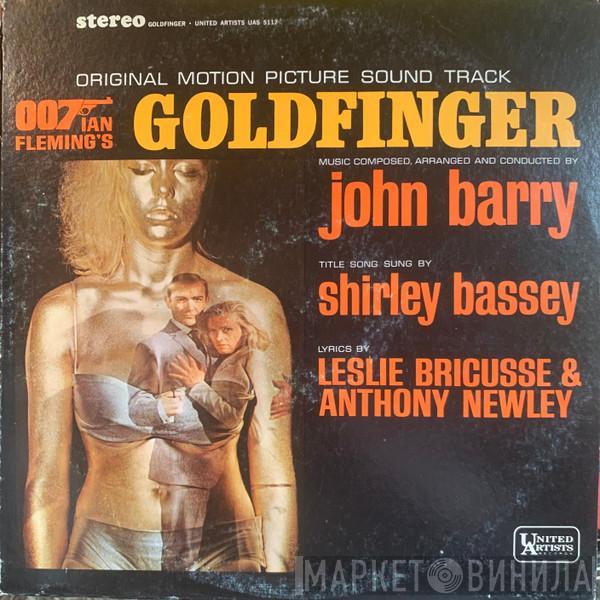 stereo GOLDFINGER • UNITED ARTISTS UAS 5117
ORIGINAL MOTION PICTURE SOUND TRACK
007 IAN
FLEMING'S
GOLDFINGER
MUSIC COMPOSED, ARRANGED AND CONDUCTED BY
john barry
TITLE SONG SUNG BY
shirley bassey
LYRICS BY
LESLIE BRICUSSE &
ANTHONY NEWLEY
UNITED
ARTISTS
RECORDS
МАРКЕТ ВИНИЛА